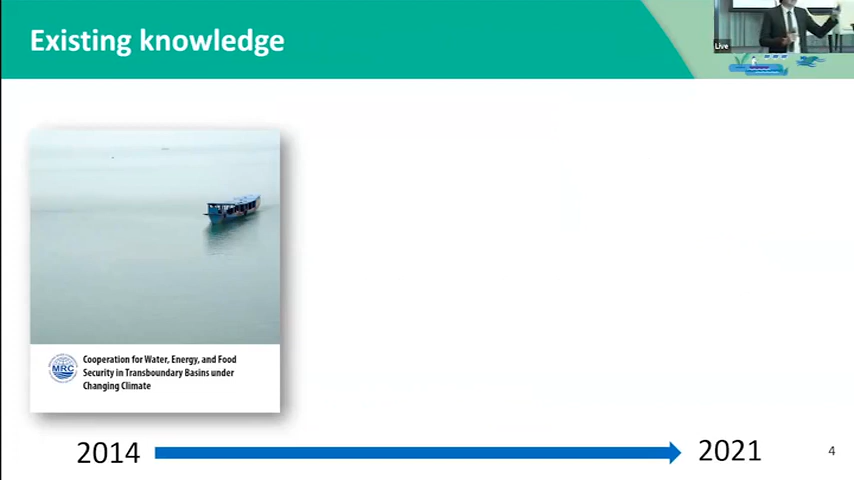 Existing knowledge
Live
MRC
Cooperation for Water, Energy, and Food
Security in Transboundary Basins under
Changing Climate
2014
2021
4